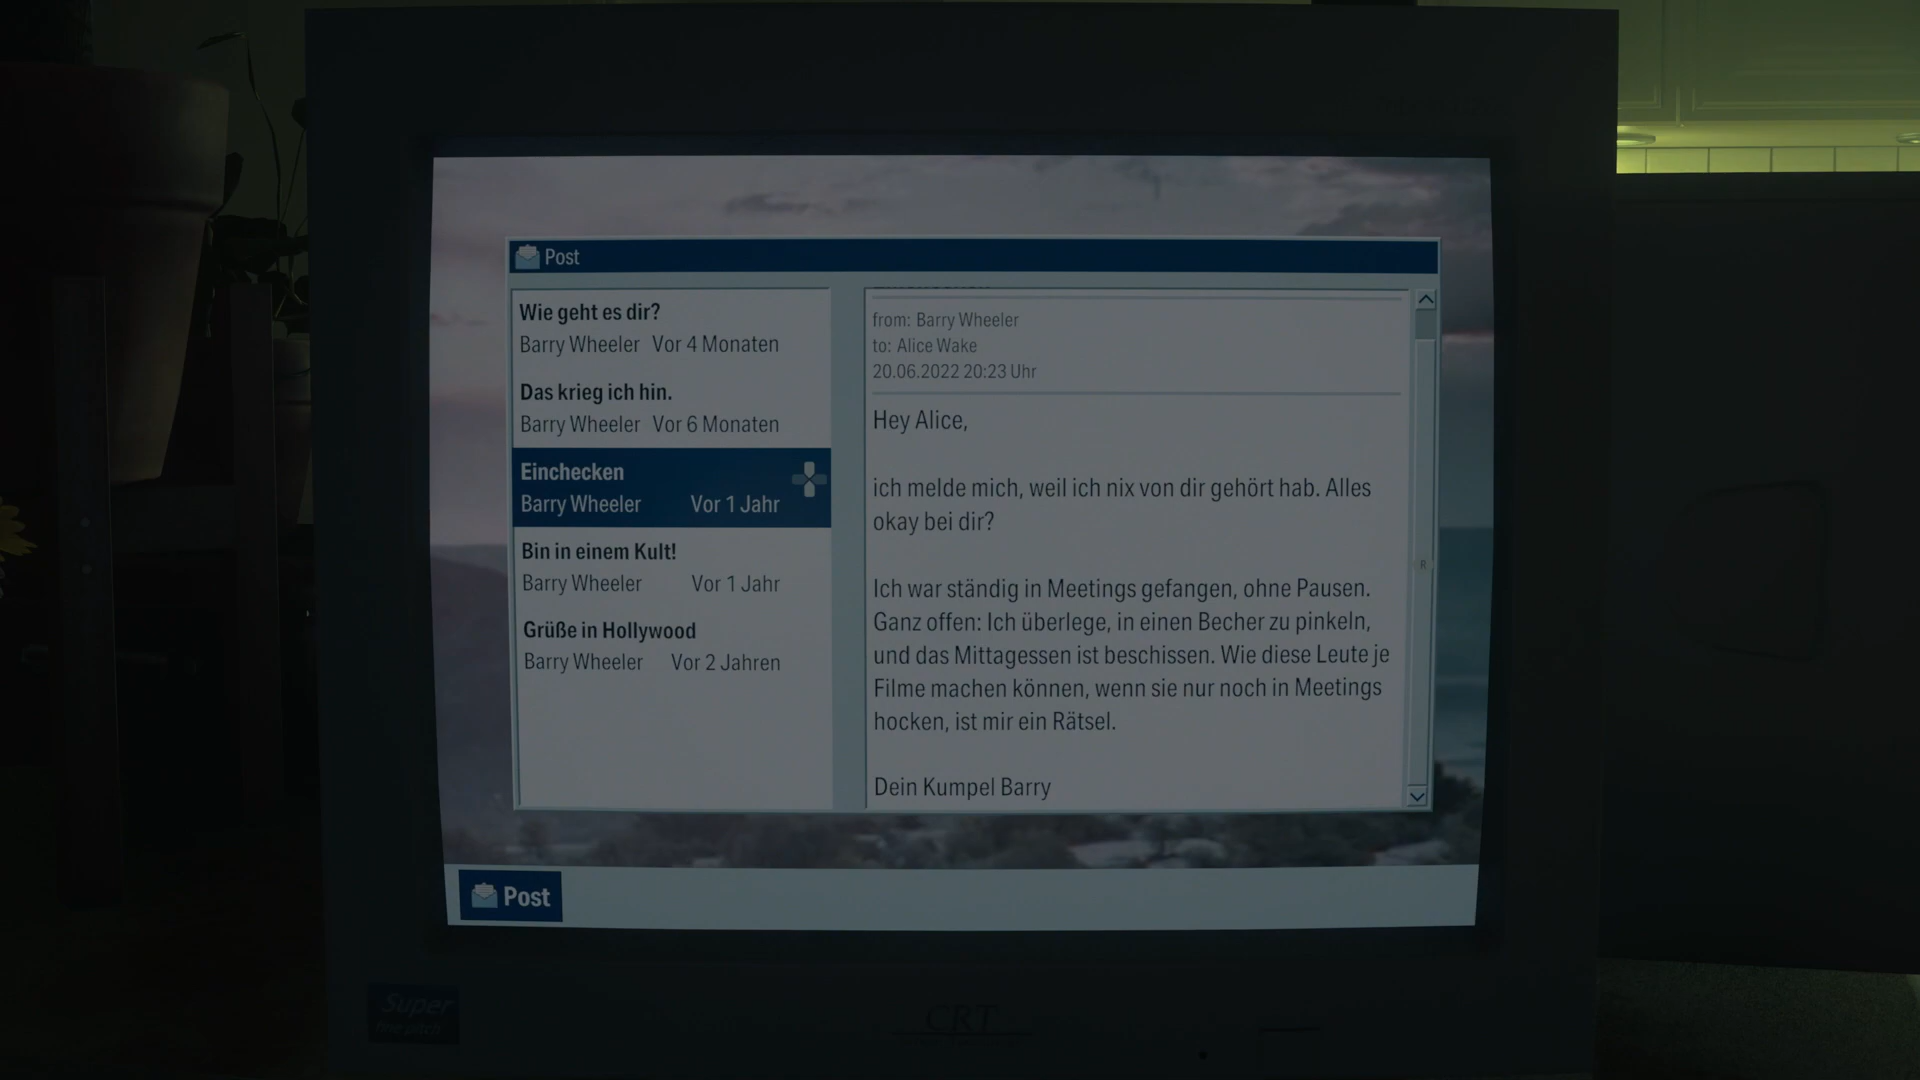 Post
Wie geht es dir?
Barry Wheeler Vor 4 Monaten
Das krieg ich hin.
Barry Wheeler Vor 6 Monaten
Einchecken
Barry Wheeler Vor 1 Jahr
Bin in einem Kult!
Barry Wheeler Vor 1 Jahr
Grüße in Hollywood
Barry Wheeler Vor 2 Jahren
from: Barry Wheeler
to: Alice Wake
20.06.2022 20:23 Uhr
Hey Alice,
ich melde mich, weil ich nix von dir gehört hab. Alles
okay bei dir?
Ich war ständig in Meetings gefangen, ohne Pausen.
Ganz offen: Ich überlege, in einen Becher zu pinkeln,
und das Mittagessen ist beschissen. Wie diese Leute je
Filme machen können, wenn sie nur noch in Meetings
hocken, ist mir ein Rätsel.
Dein Kumpel Barry
R
Post
Super
fine pitch
CRT